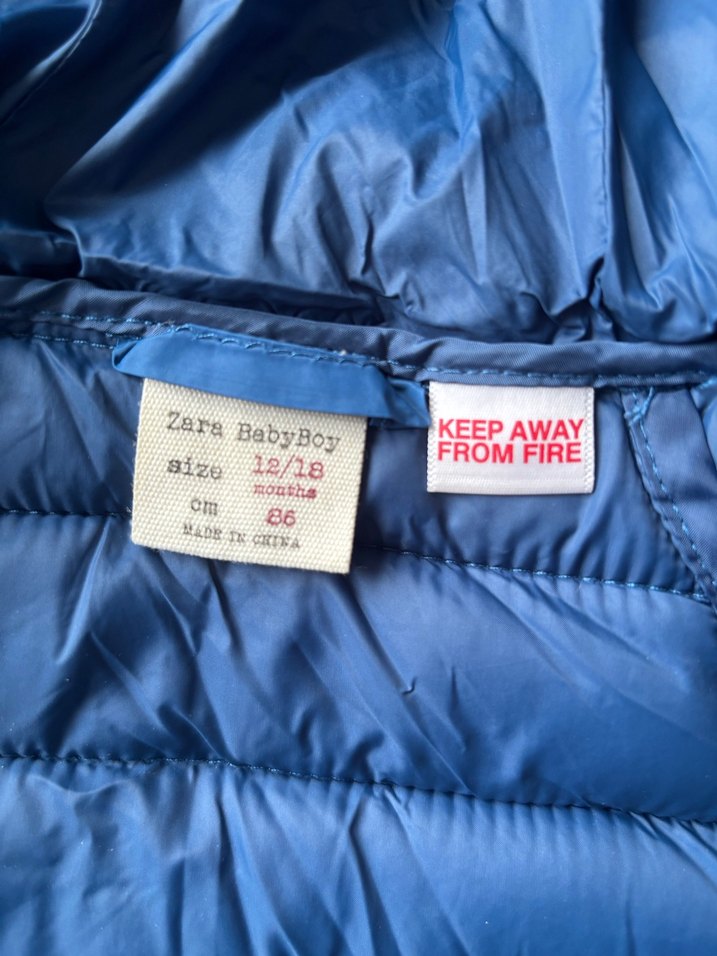 Zara BabyBoy
size 12/18
months
cm 86
MADE IN CHINA
KEEP AWAY
FROM FIRE